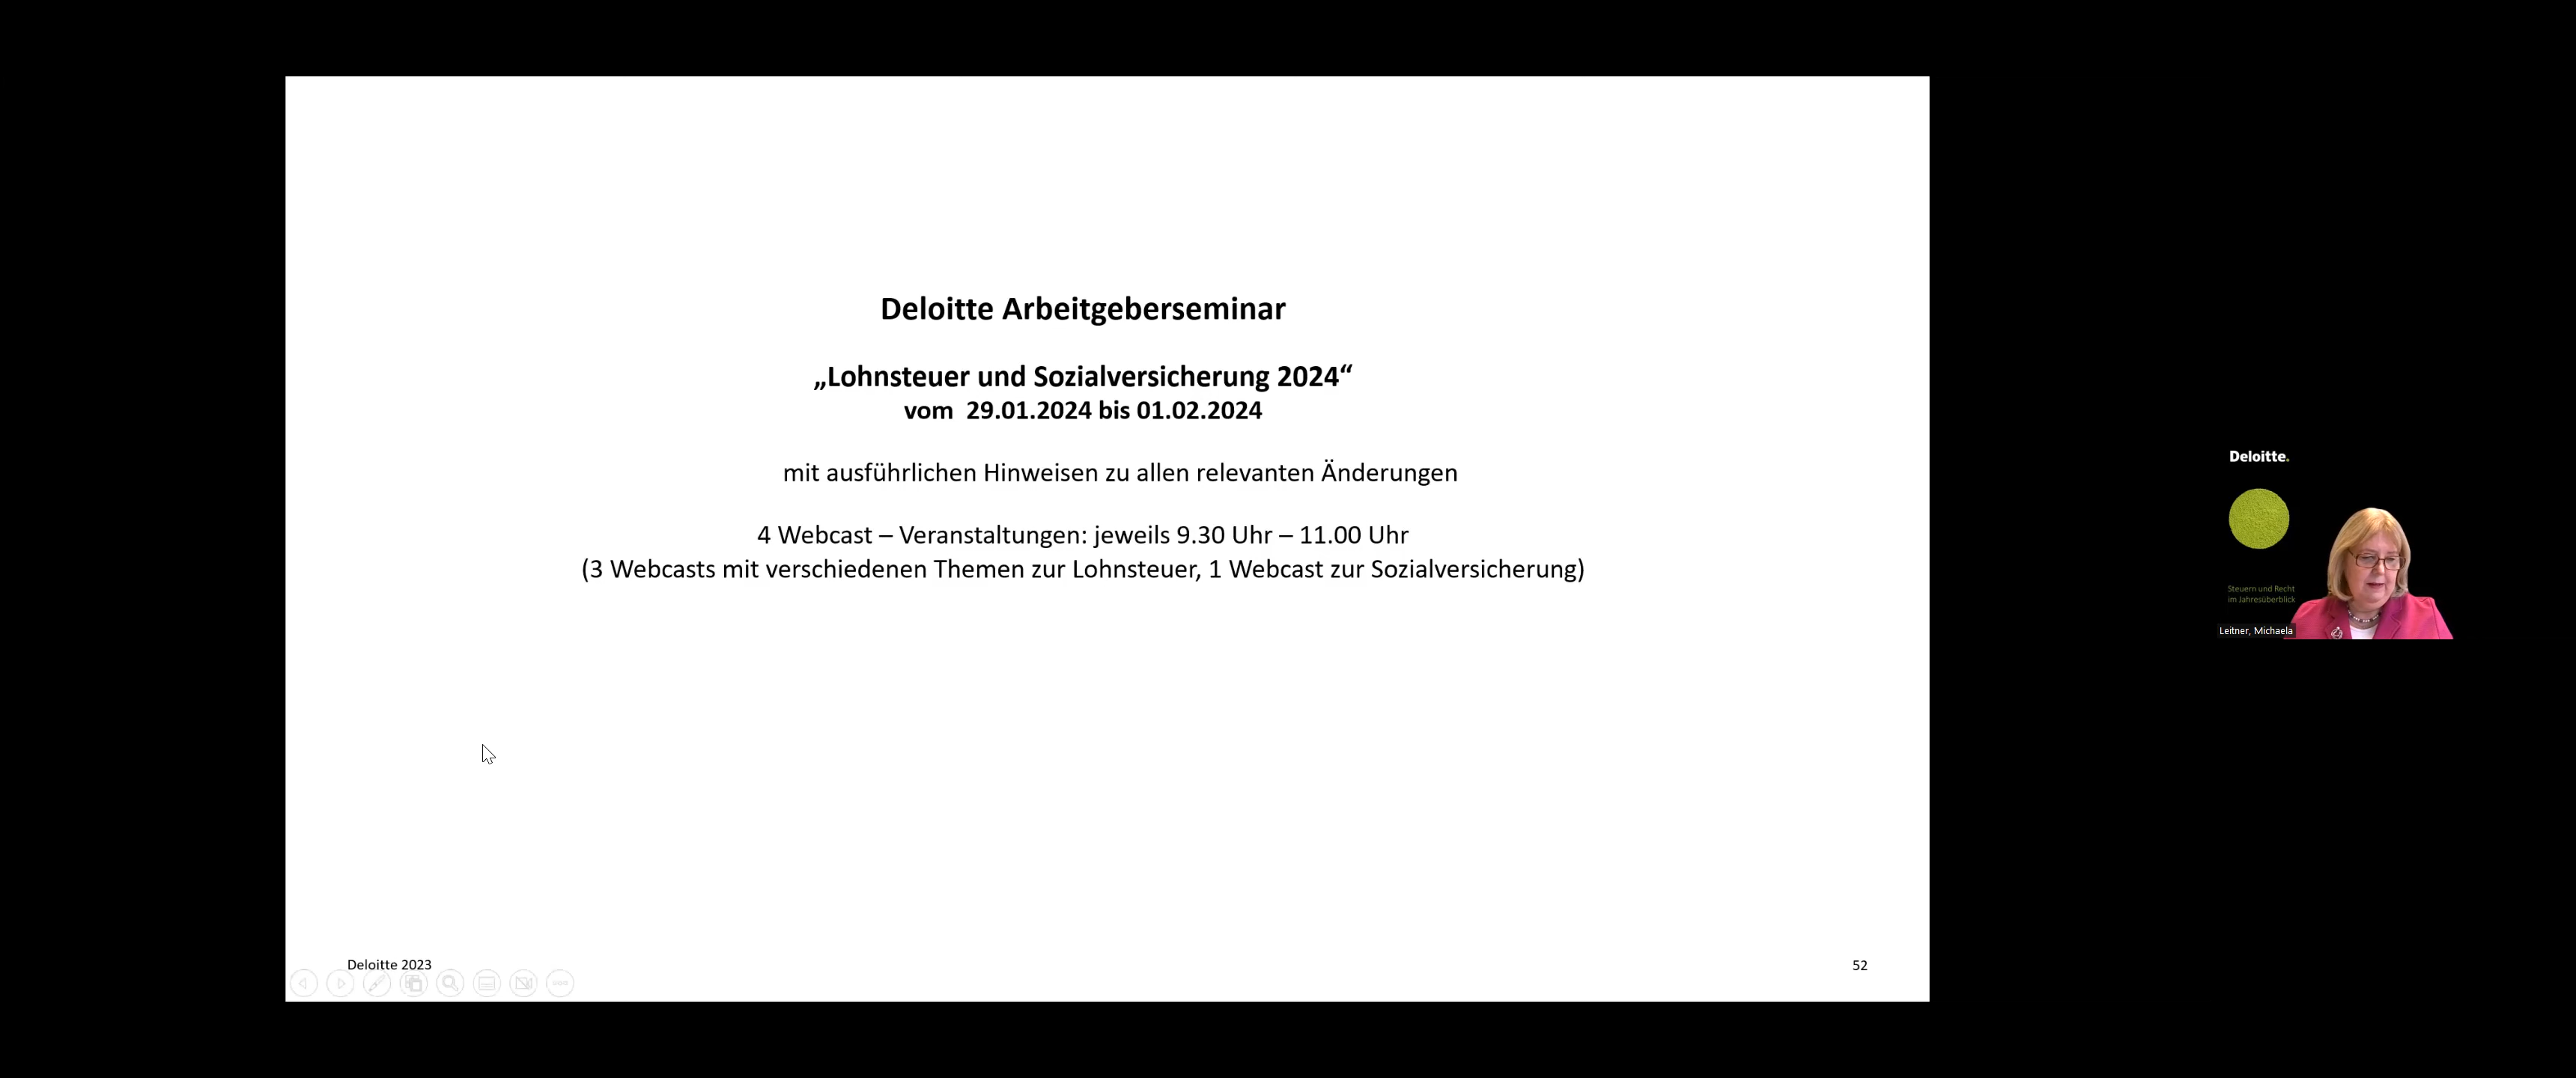 Deloitte Arbeitgeberseminar
„Lohnsteuer und Sozialversicherung 2024“
vom 29.01.2024 bis 01.02.2024
mit ausführlichen Hinweisen zu allen relevanten Änderungen
4 Webcast – Veranstaltungen: jeweils 9.30 Uhr – 11.00 Uhr
(3 Webcasts mit verschiedenen Themen zur Lohnsteuer, 1 Webcast zur Sozialversicherung)
Deloitte 2023
52
Deloitte.
Steuern und Recht
im Jahresüberblick
Leitner, Michaela